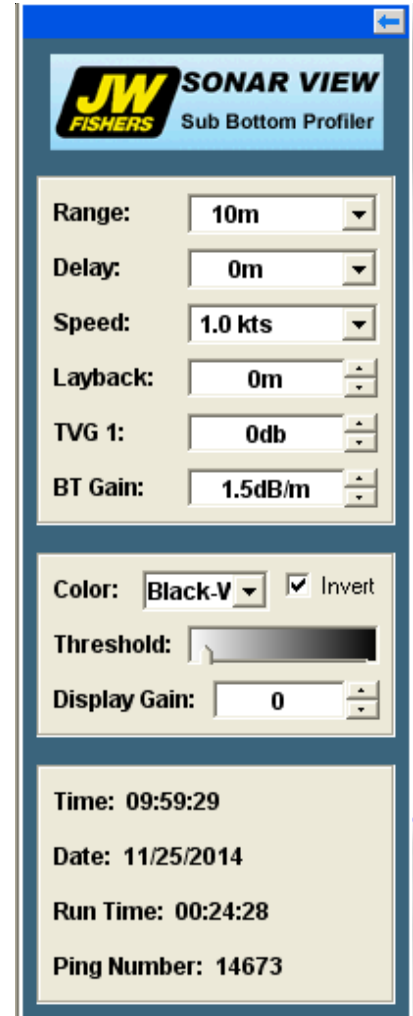 JW FISHERS SONAR VIEW
Sub Bottom Profiler
Range: 10m
Delay: 0m
Speed: 1.0 kts
Layback: 0m
TVG 1: 0db
BT Gain: 1.5dB/m
Color: Black-V Invert
Threshold:
Display Gain: 0
Time: 09:59:29
Date: 11/25/2014
Run Time: 00:24:28
Ping Number: 14673